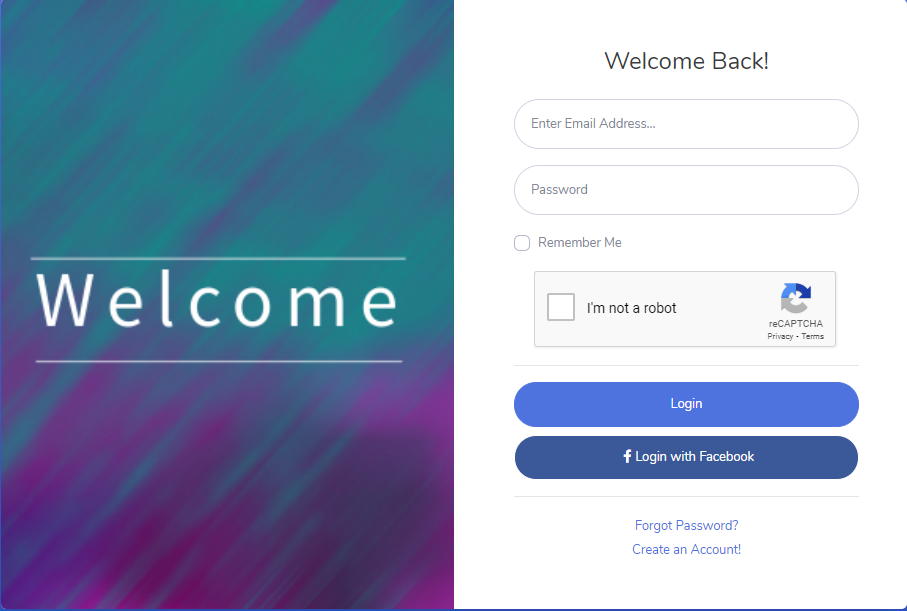 Welcome
Welcome Back!
Enter Email Address...
Password
Remember Me
I'm not a robot
reCAPTCHA
Privacy - Terms
Login
Login with Facebook
Forgot Password?
Create an Account!